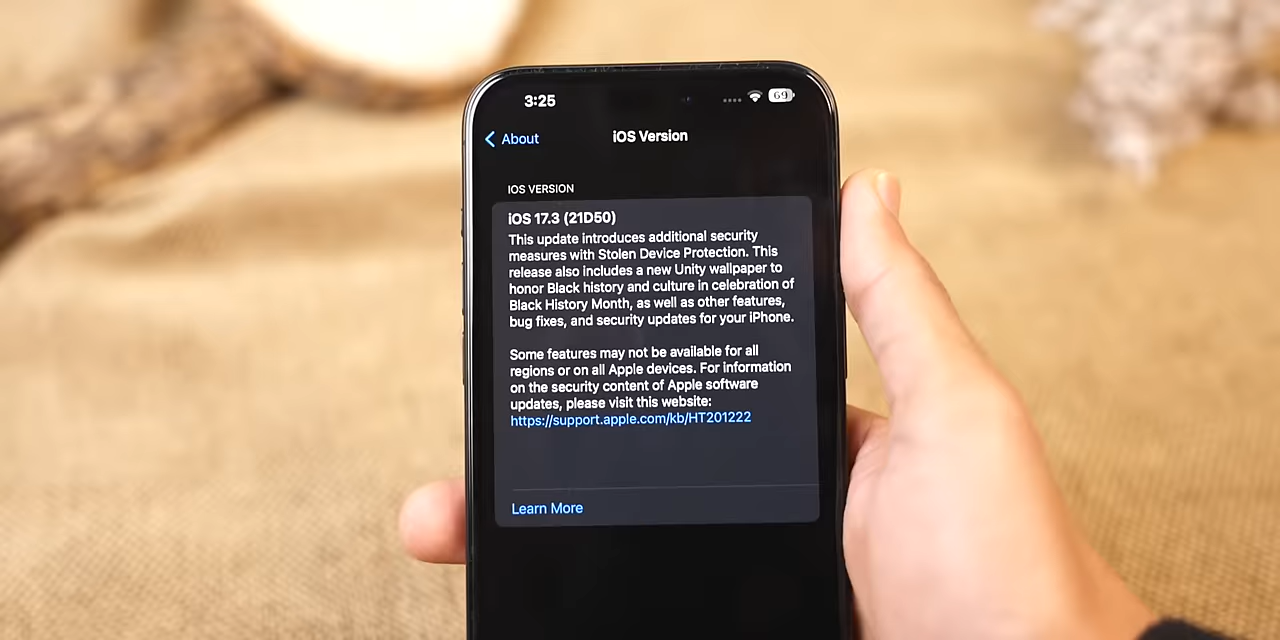 3:25
69
About
iOS Version
IOS VERSION
iOS 17.3 (21D50)
This update introduces additional security
measures with Stolen Device Protection. This
release also includes a new Unity wallpaper to
honor Black history and culture in celebration of
Black History Month, as well as other features,
bug fixes, and security updates for your iPhone.
Some features may not be available for all
regions or on all Apple devices. For information
on the security content of Apple software
updates, please visit this website:
https://support.apple.com/kb/HT201222
Learn More